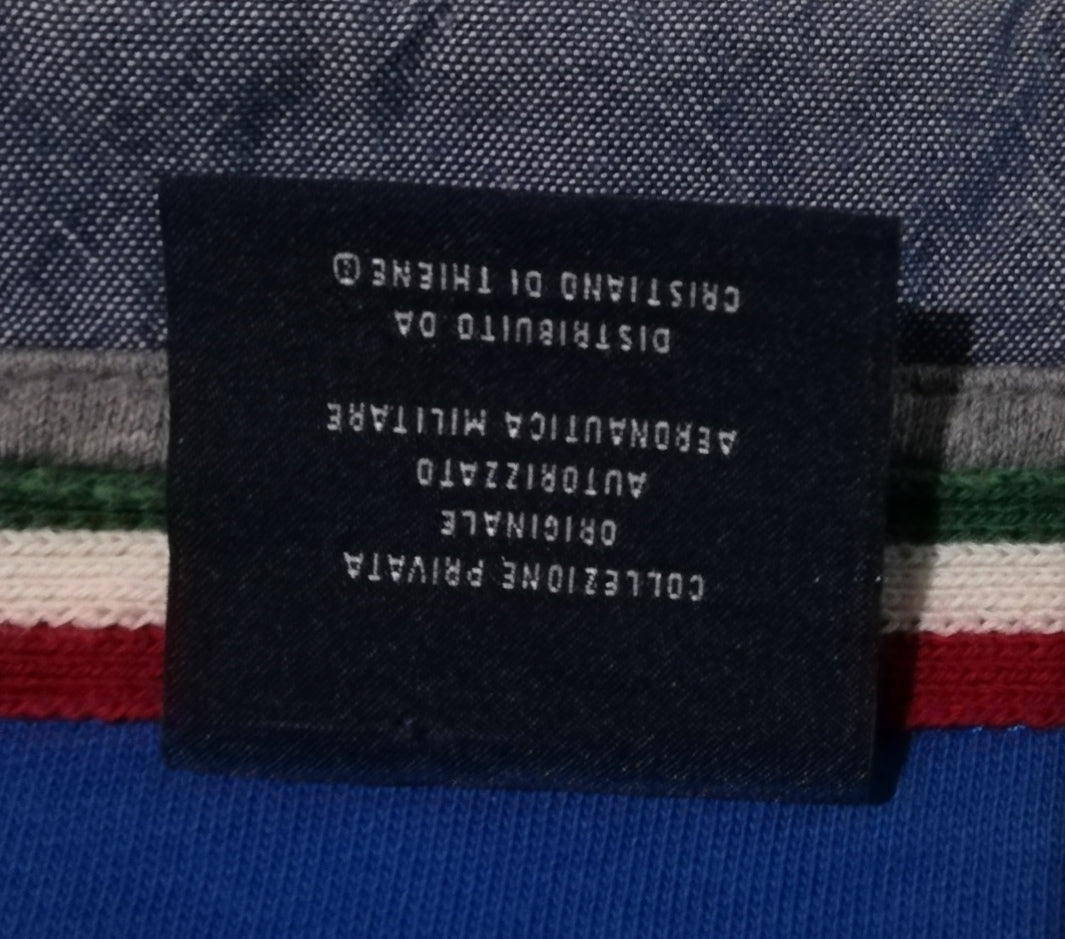 COLLEZIONE PRIVATA
ORIGINALE
AUTORIZZATO
AERONAUTICA MILITARE
DISTRIBUITO DA
CRISTIANO DI THIENE ®